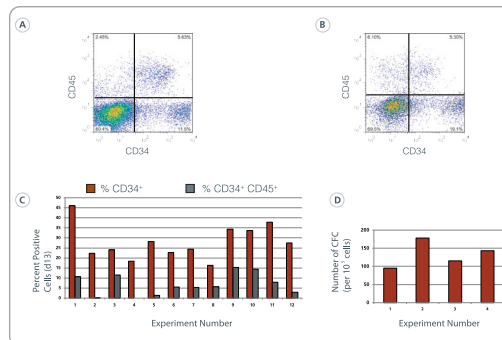 A
2.45%
5.63%
80.4%
11.5%
CD45
CD34
B
6.10%
5.30%
69.5%
19.1%
CD45
CD34
C
% CD34⁺
% CD34⁺ CD45⁺
Percent Positive
Cells (d13)
50
45
40
35
30
25
20
15
10
5
0
1 2 3 4 5 6 7 8 9 10 11 12
Experiment Number
D
Number of CFC
(per 10⁵ cells)
200
150
100
50
0
1 2 3 4
Experiment Number